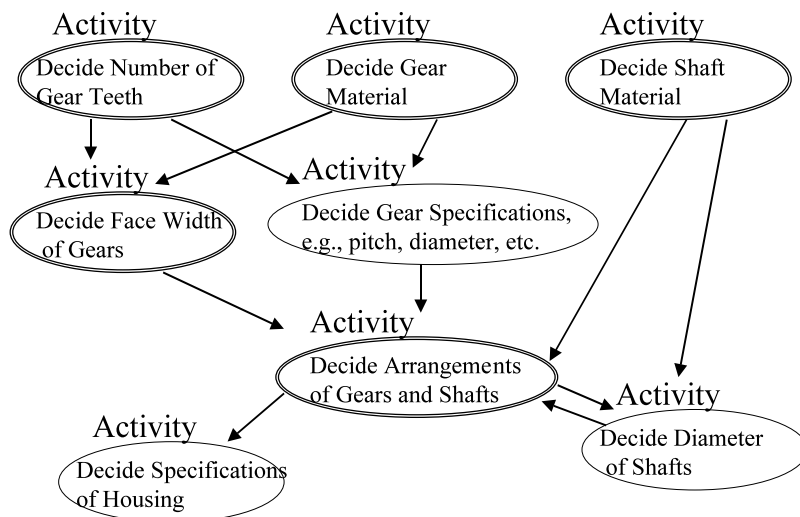 Activity
Decide Number of
Gear Teeth
Activity
Decide Gear
Material
Activity
Decide Shaft
Material
Activity
Decide Face Width
of Gears
Activity
Decide Gear Specifications,
e.g., pitch, diameter, etc.
Activity
Decide Arrangements
of Gears and Shafts
Activity
Decide Diameter
of Shafts
Activity
Decide Specifications
of Housing